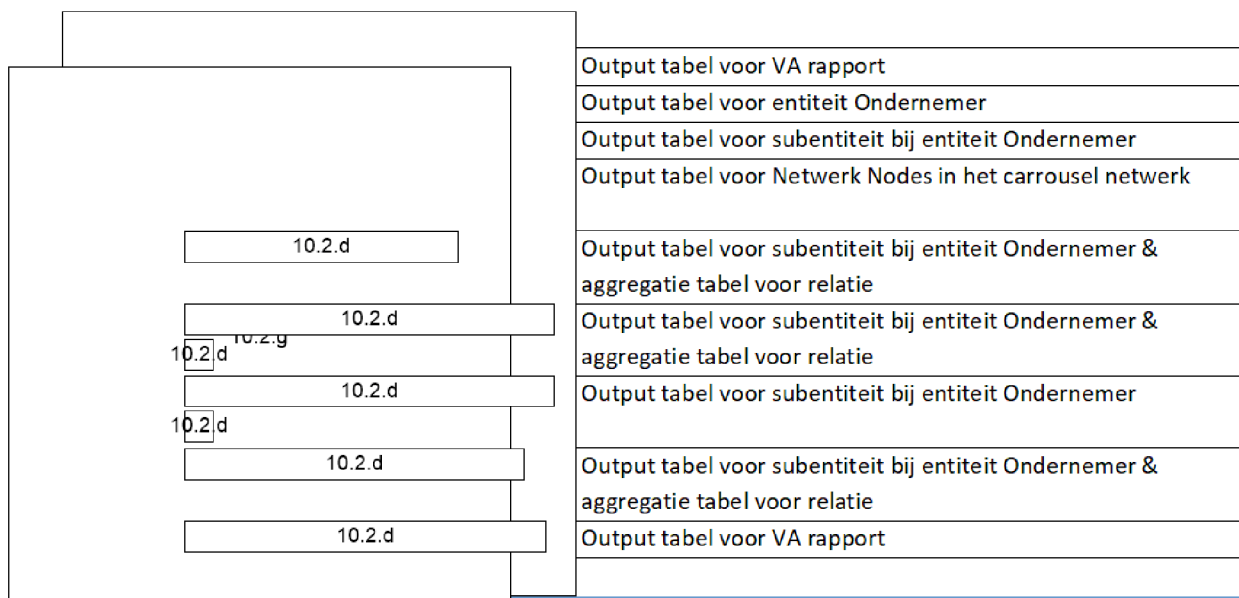 Output tabel voor VA rapport
Output tabel voor entiteit Ondernemer
Output tabel voor subentiteit bij entiteit Ondernemer
Output tabel voor Netwerk Nodes in het carrousel netwerk
10.2.d
Output tabel voor subentiteit bij entiteit Ondernemer &
aggregatie tabel voor relatie
10.2.d
Output tabel voor subentiteit bij entiteit Ondernemer &
10.2.g
10.2.d
aggregatie tabel voor relatie
10.2.d
Output tabel voor subentiteit bij entiteit Ondernemer
10.2.d
10.2.d
Output tabel voor subentiteit bij entiteit Ondernemer &
aggregatie tabel voor relatie
10.2.d
Output tabel voor VA rapport